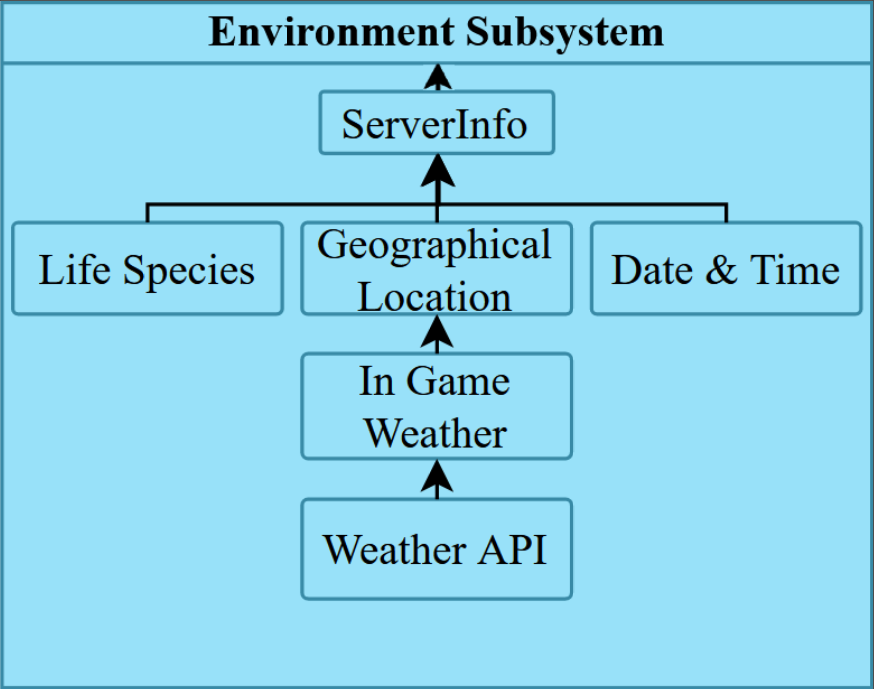 Environment Subsystem
ServerInfo
Life Species
Geographical
Location
Date & Time
In Game
Weather
Weather API